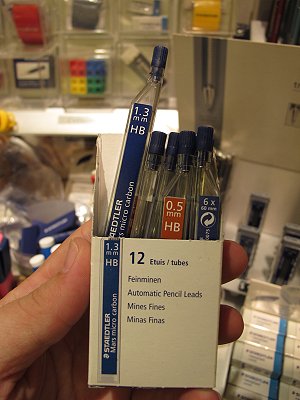 1.3
mm
HB
STAEDTLER
Mars micro carbon
0.5
mm
HB
6 x
60 mm
1.3
mm
HB
STAEDTLER
Mars micro carbon
12 Etuis / tubes
Feinminen
Automatic Pencil Leads
Mines Fines
Minas Finas